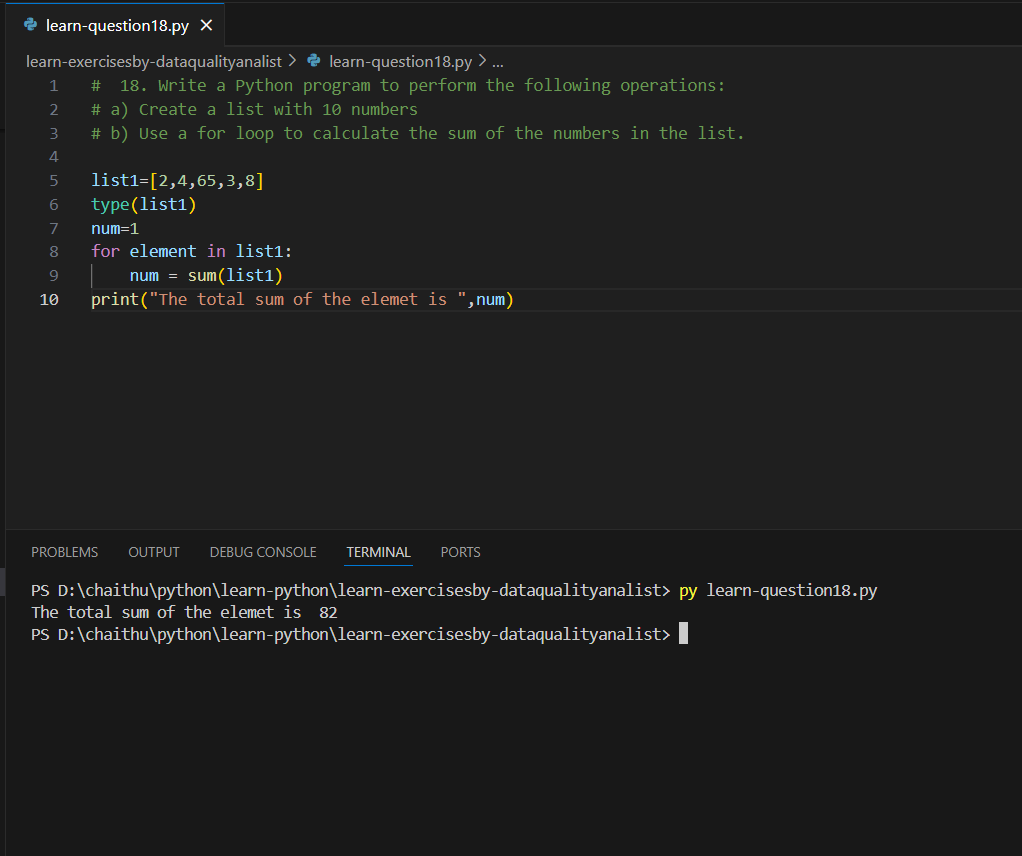 learn-question18.py ×
learn-exercisesby-dataqualityanalist > learn-question18.py > ...
1 #  18. Write a Python program to perform the following operations:
2 # a) Create a list with 10 numbers
3 # b) Use a for loop to calculate the sum of the numbers in the list.
4
5 list1=[2,4,65,3,8]
6 type(list1)
7 num=1
8 for element in list1:
9     num = sum(list1)
10 print("The total sum of the elemet is ",num)
PROBLEMS OUTPUT DEBUG CONSOLE TERMINAL PORTS
PS D:\chaithu\python\learn-python\learn-exercisesby-dataqualityanalist> py learn-question18.py
The total sum of the elemet is  82
PS D:\chaithu\python\learn-python\learn-exercisesby-dataqualityanalist>